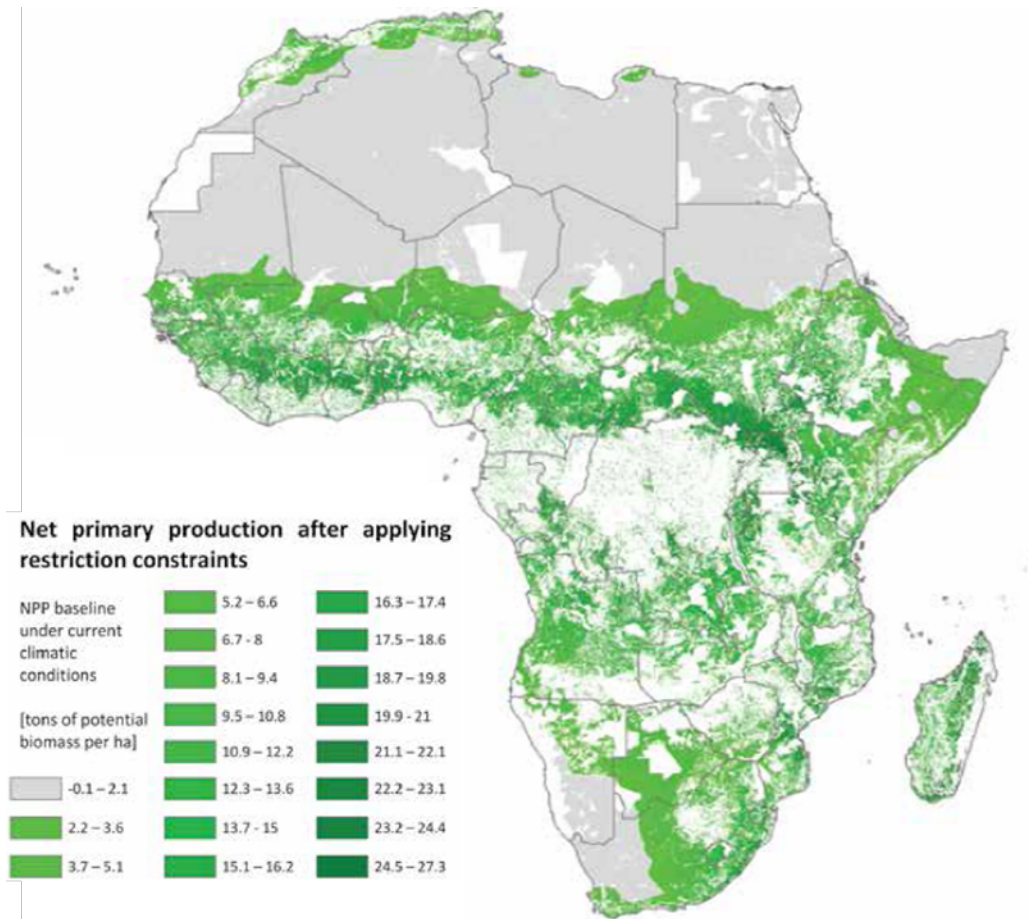 Net primary production after applying
restriction constraints
NPP baseline
under current
climatic
conditions
[tons of potential
biomass per ha]
-0.1 – 2.1
2.2 – 3.6
3.7 – 5.1
5.2 – 6.6
6.7 - 8
8.1 – 9.4
9.5 – 10.8
10.9 – 12.2
12.3 – 13.6
13.7 - 15
15.1 – 16.2
16.3 – 17.4
17.5 – 18.6
18.7 – 19.8
19.9 - 21
21.1 – 22.1
22.2 – 23.1
23.2 – 24.4
24.5 – 27.3